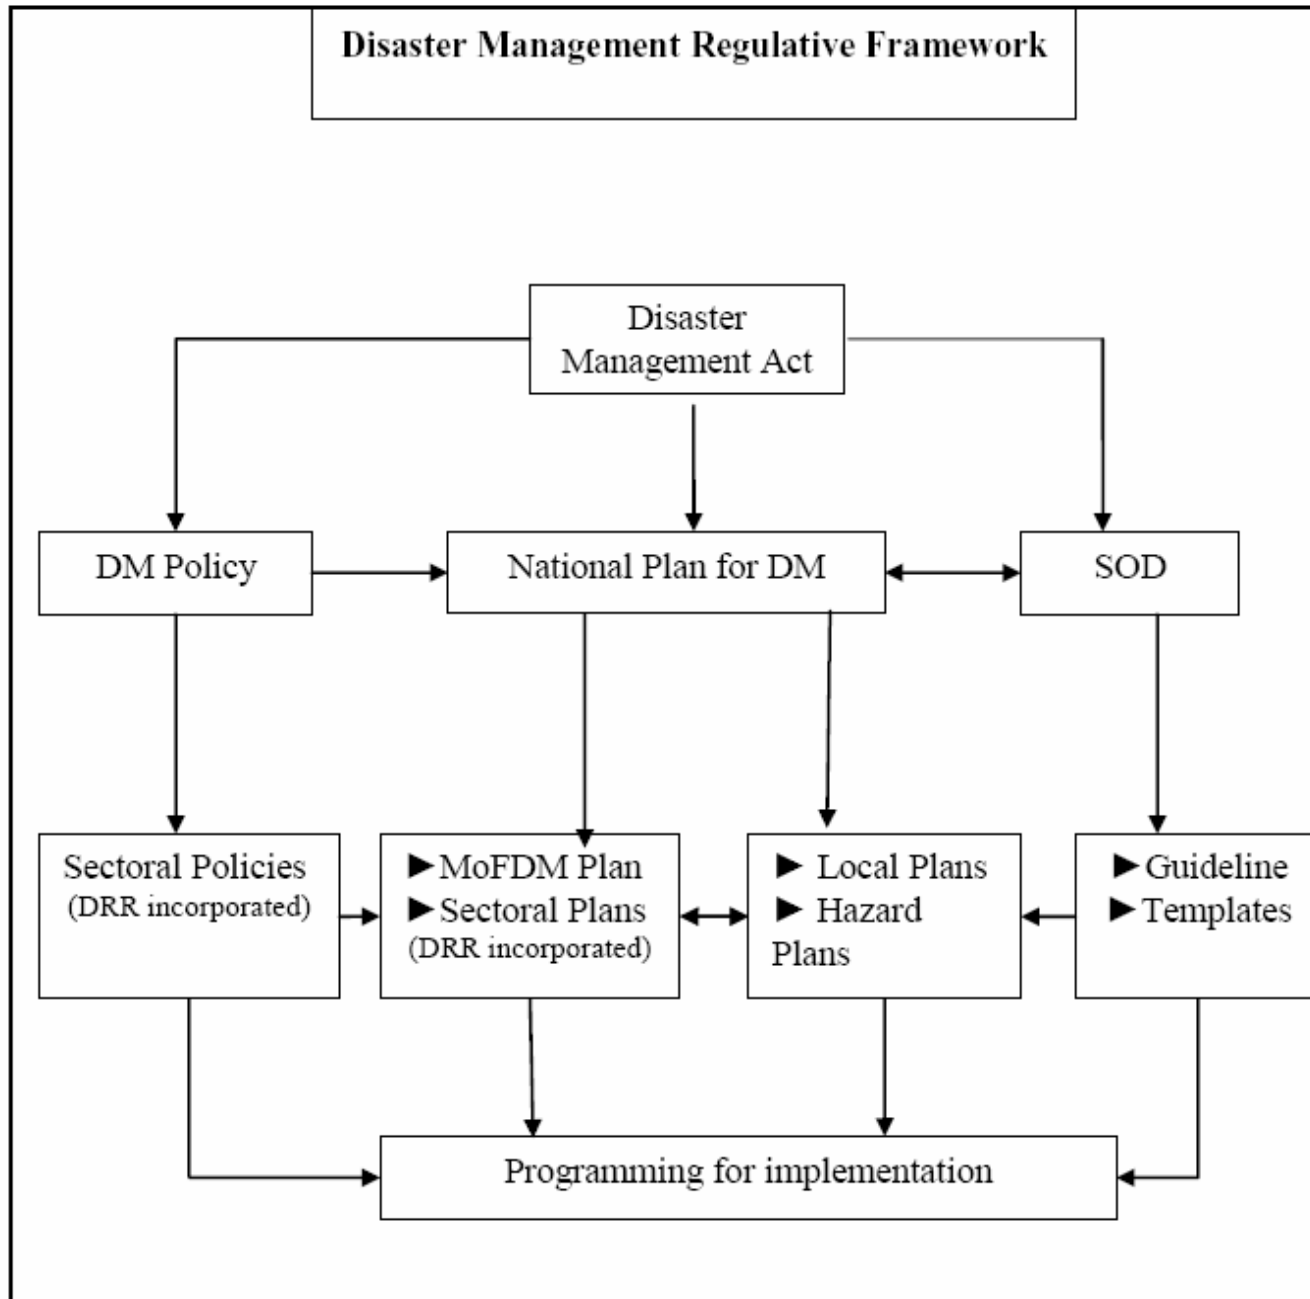 Disaster Management Regulative Framework
Disaster
Management Act
DM Policy
National Plan for DM
SOD
Sectoral Policies
(DRR incorporated)
►MoFDM Plan
►Sectoral Plans
(DRR incorporated)
► Local Plans
► Hazard
Plans
►Guideline
►Templates
Programming for implementation